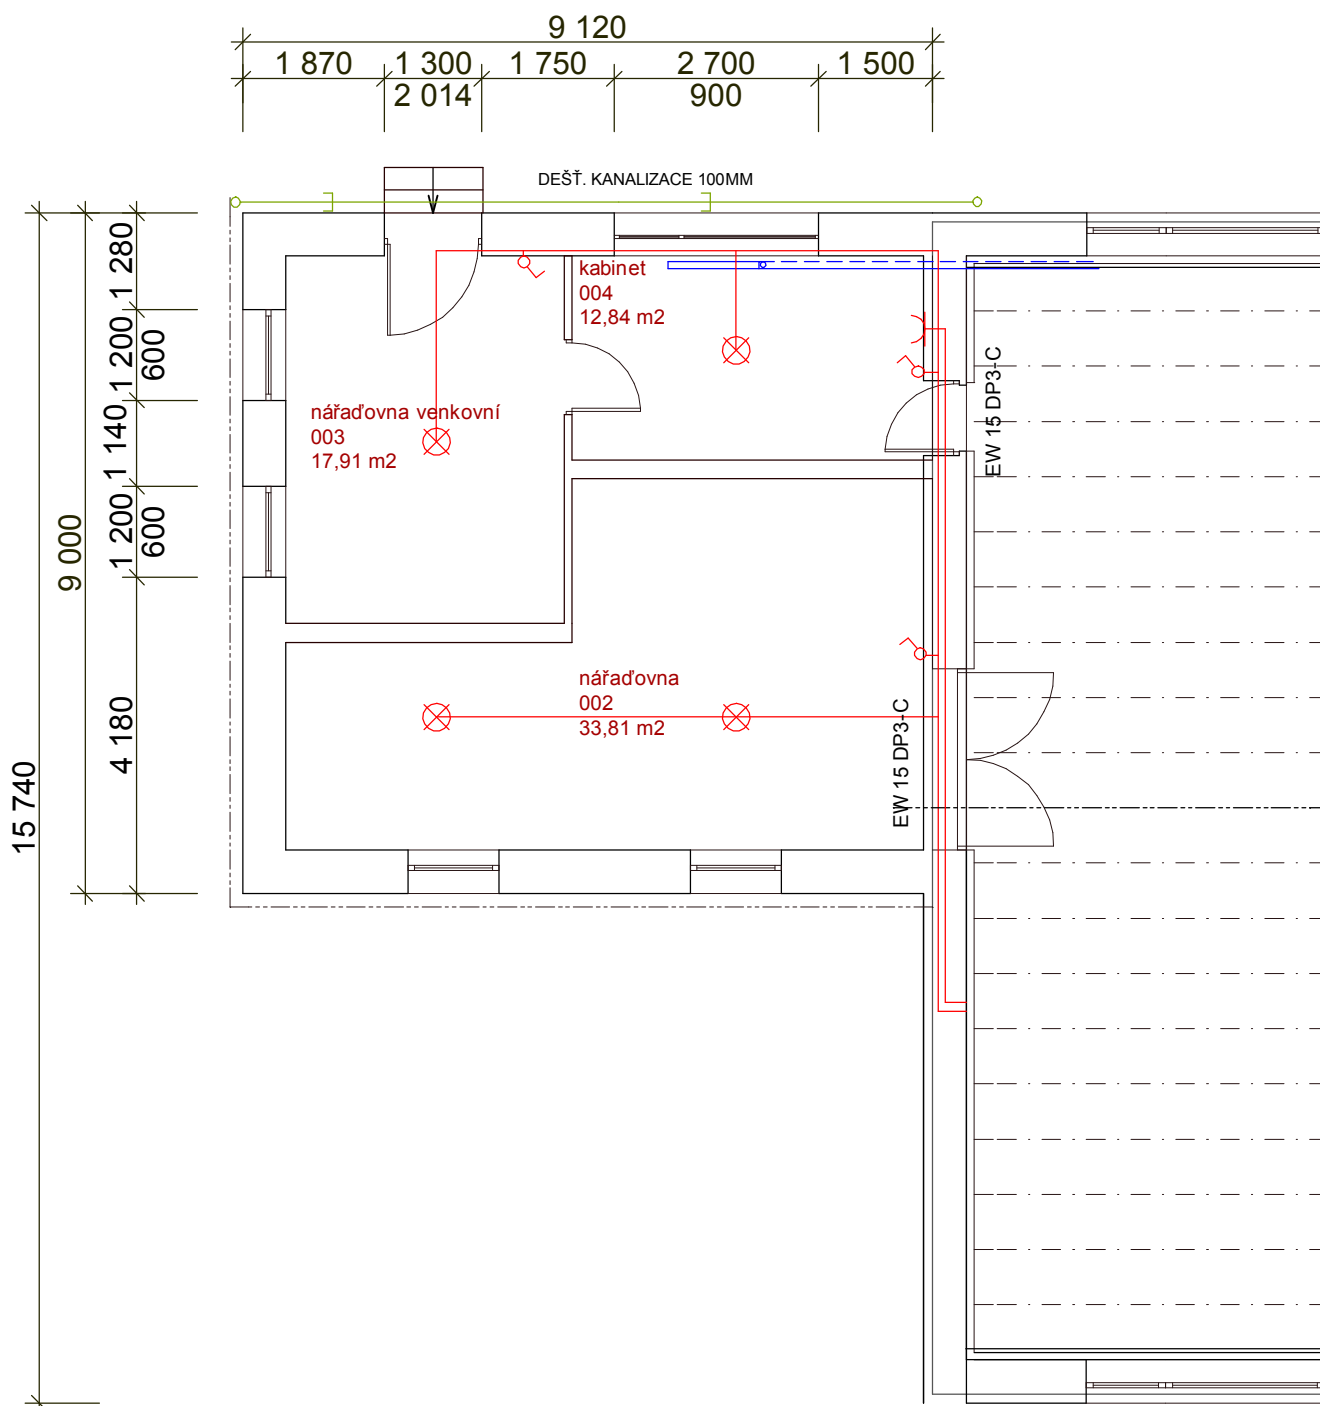 9 120
1 870 1 300 1 750 2 700 1 500
2 014 900
DEŠŤ. KANALIZACE 100MM
kabinet
004
12,84 m2
nářaďovna venkovní
003
17,91 m2
nářaďovna
002
33,81 m2
EW 15 DP3-C
EW 15 DP3-C
1 280
1 200
600
1 140
1 200
600
4 180
9 000
15 740